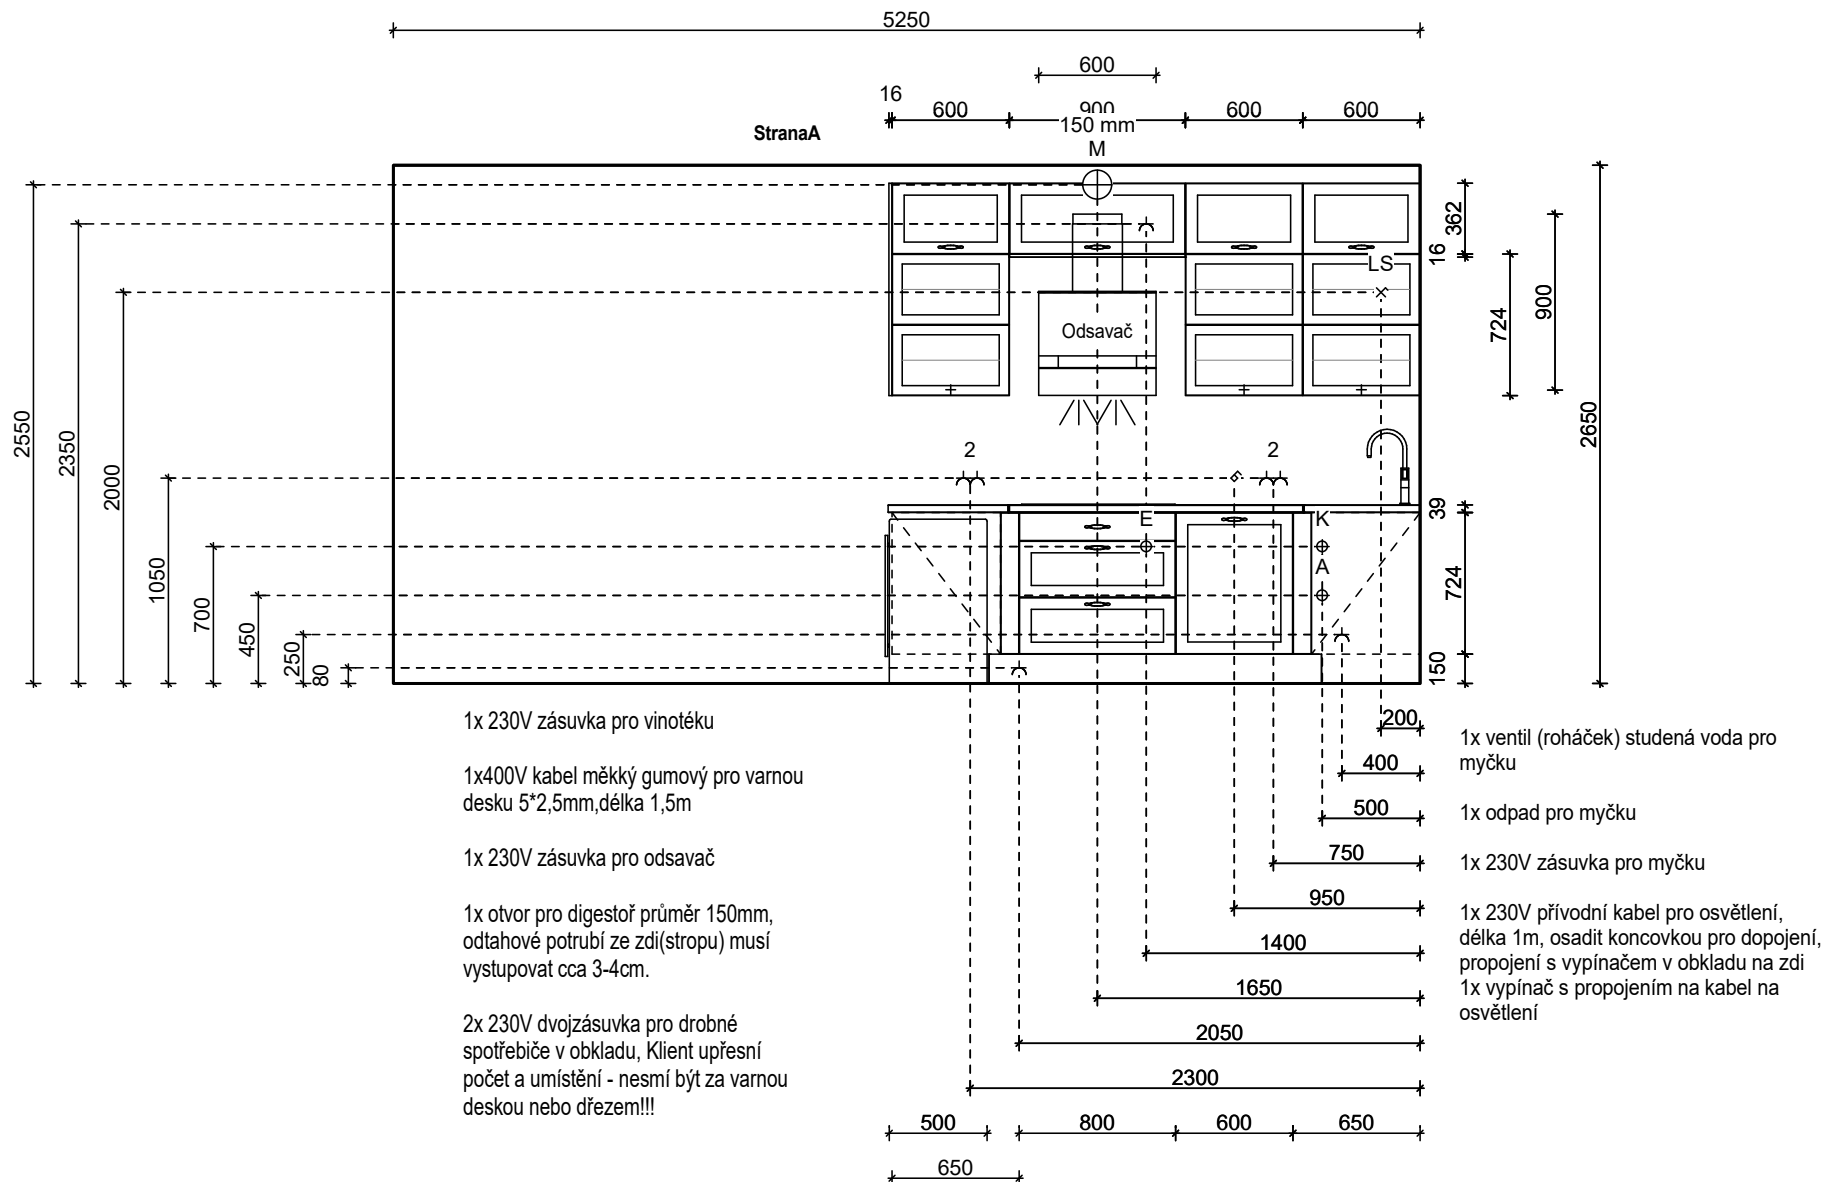 5250
600
16
600
900
600
600
150 mm
StranaA
M
362
16
LS
900
724
Odsavač
2550
2350
2000
2650
2
2
1050
39
E
K
A
700
724
450
250
80
150
1x 230V zásuvka pro vinotéku
1x400V kabel měkký gumový pro varnou
desku 5*2,5mm,délka 1,5m
1x 230V zásuvka pro odsavač
1x otvor pro digestoř průměr 150mm,
odtahové potrubí ze zdi(stropu) musí
vystupovat cca 3-4cm.
2x 230V dvojzásuvka pro drobné
spotřebiče v obkladu, Klient upřesní
počet a umístění - nesmí být za varnou
deskou nebo dřezem!!!
200
400
500
750
950
1400
1650
2050
2300
500
800
600
650
650
1x ventil (roháček) studená voda pro
myčku
1x odpad pro myčku
1x 230V zásuvka pro myčku
1x 230V přívodní kabel pro osvětlení,
délka 1m, osadit koncovkou pro dopojení,
propojení s vypínačem v obkladu na zdi
1x vypínač s propojením na kabel na
osvětlení